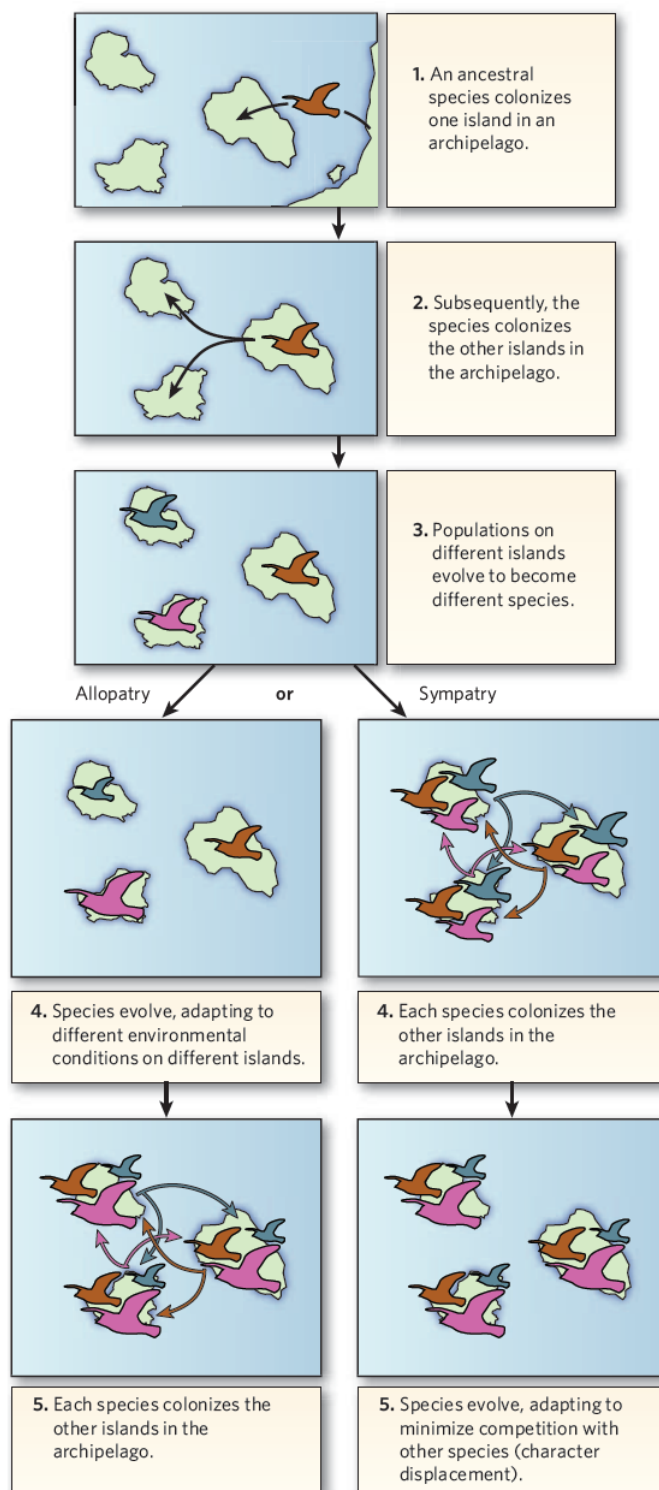 1. An ancestral
species colonizes
one island in an
archipelago.
2. Subsequently, the
species colonizes
the other islands in
the archipelago.
3. Populations on
different islands
evolve to become
different species.
Allopatry or Sympatry
4. Species evolve, adapting to
different environmental
conditions on different islands.
4. Each species colonizes the
other islands in the
archipelago.
5. Each species colonizes the
other islands in the
archipelago.
5. Species evolve, adapting to
minimize competition with
other species (character
displacement).